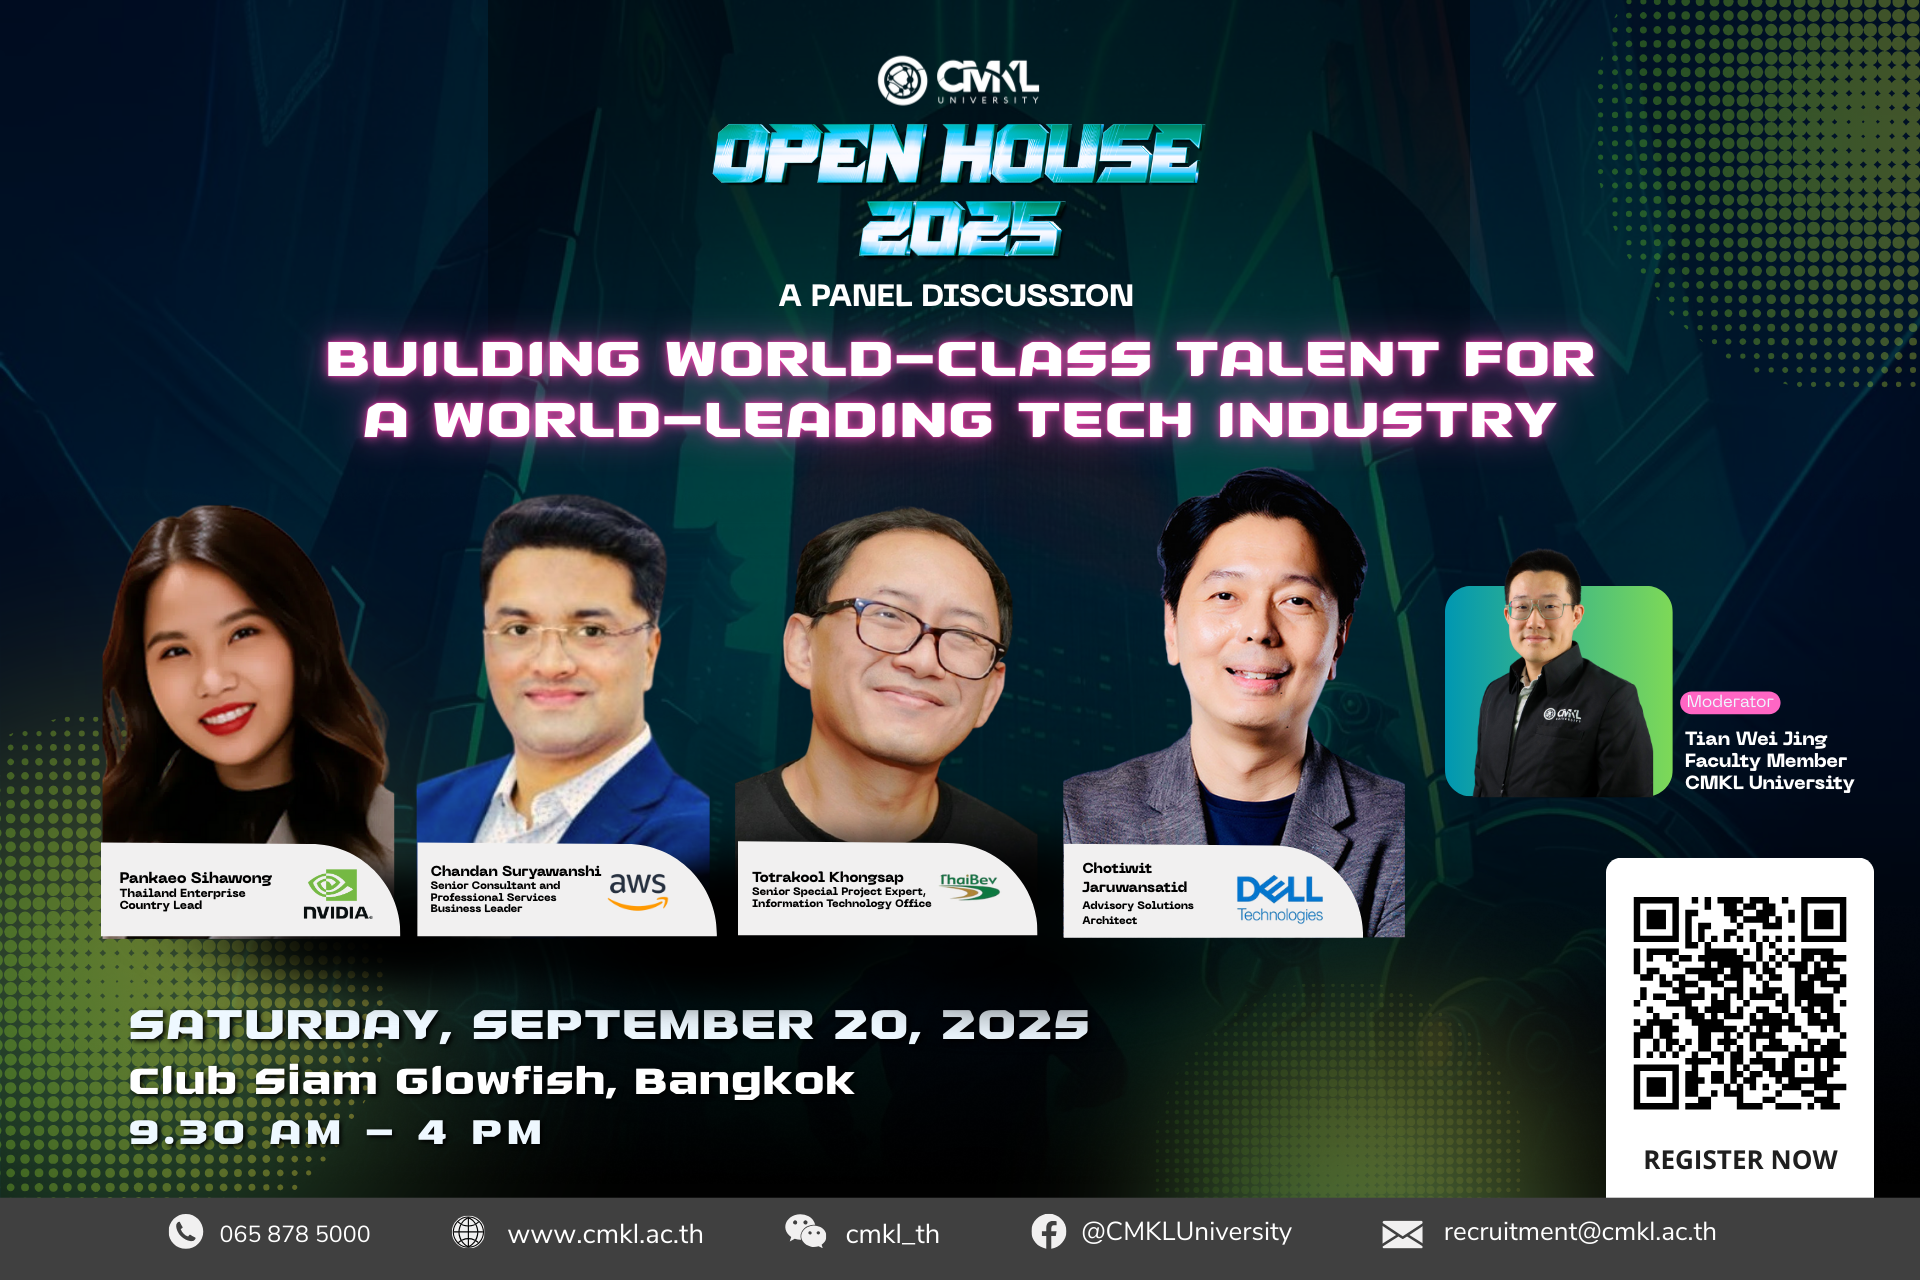 CMKL
UNIVERSITY
OPEN HOUSE
2025
A PANEL DISCUSSION
BUILDING WORLD-CLASS TALENT FOR
A WORLD-LEADING TECH INDUSTRY
Pankaeo Sihawong
Thailand Enterprise
Country Lead
NVIDIA.
Chandan Suryawanshi
Senior Consultant and
Professional Services
Business Leader
aws
Totrakool Khongsap
Senior Special Project Expert,
Information Technology Office
ThaiBev
Chotiwit
Jaruwansatid
Advisory Solutions
Architect
DELL
Technologies
CMKL
UNIVERSITY
Moderator
Tian Wei Jing
Faculty Member
CMKL University
SATURDAY, SEPTEMBER 20, 2025
Club Siam Glowfish, Bangkok
9.30 AM - 4 PM
REGISTER NOW
065 878 5000
www.cmkl.ac.th
cmkl_th
@CMKLUniversity
recruitment@cmkl.ac.th